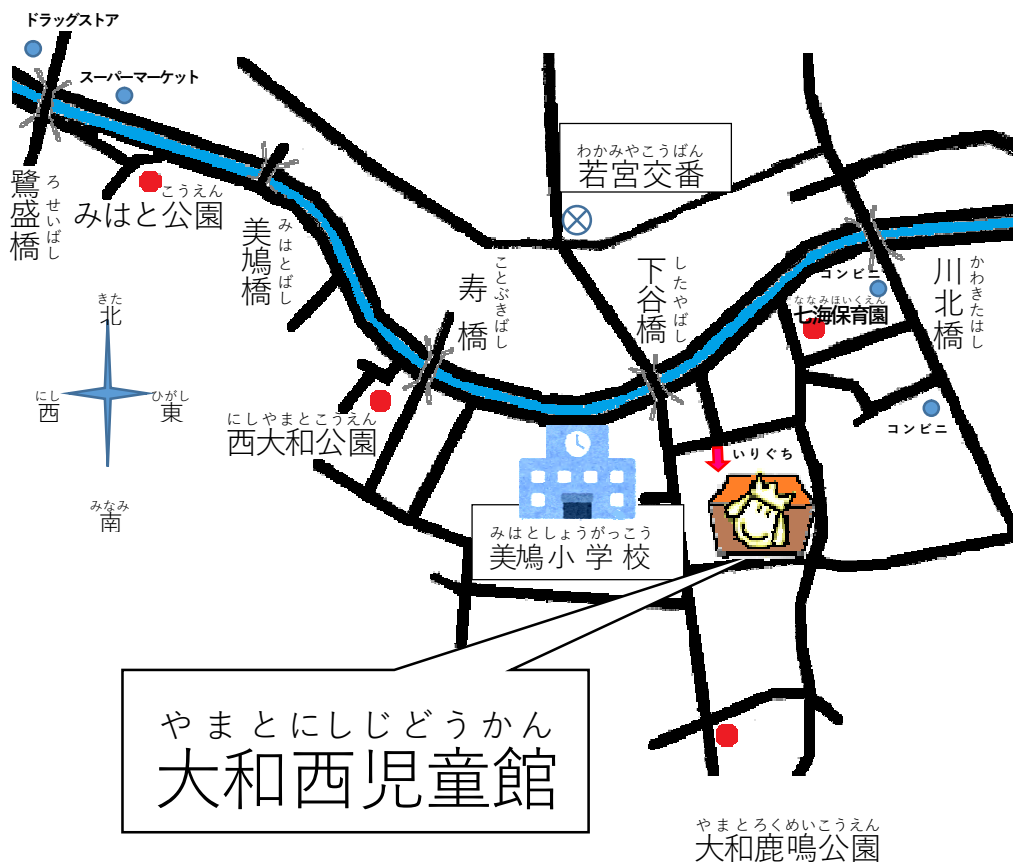 ドラッグストア
スーパーマーケット
ろせいばし
鷺盛橋
こうえん
みはと公園
みはとばし
美鳩橋
ことぶきばし
寿橋
わかみやこうばん
若宮交番
したやばし
下谷橋
コンビニ
ななみほいくえん
七海保育園
かわきたはし
川北橋
コンビニ
きた
北
にし
西
ひがし
東
みなみ
南
にしやまとこうえん
西大和公園
いりぐち
みはとしょうがっこう
美鳩小学校
やまとにしじどうかん
大和西児童館
やまとろくめいこうえん
大和鹿鳴公園